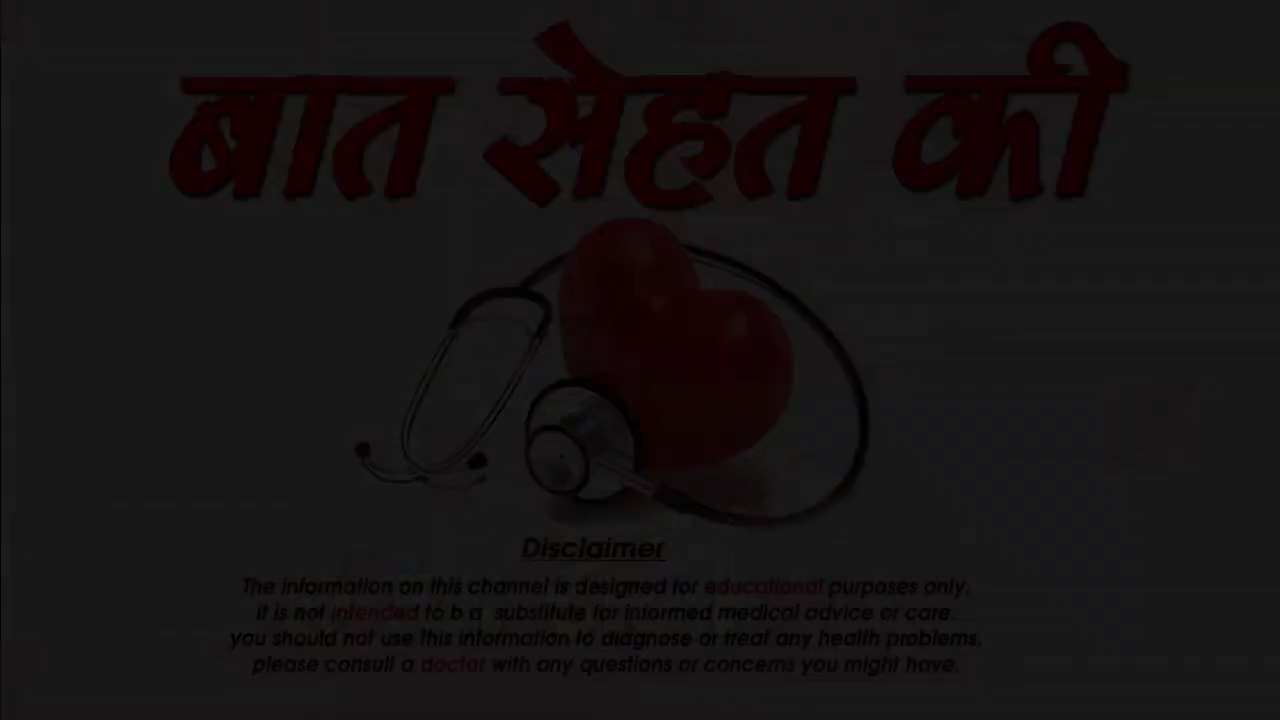 बात सेहत की
Disclaimer
The information on this channel is designed for educational purposes only.
it is not intended to b a substitute for informed medical advice or care.
you should not use this information to diagnose or treat any health problems.
please consult a doctor with any questions or concerns you might have.